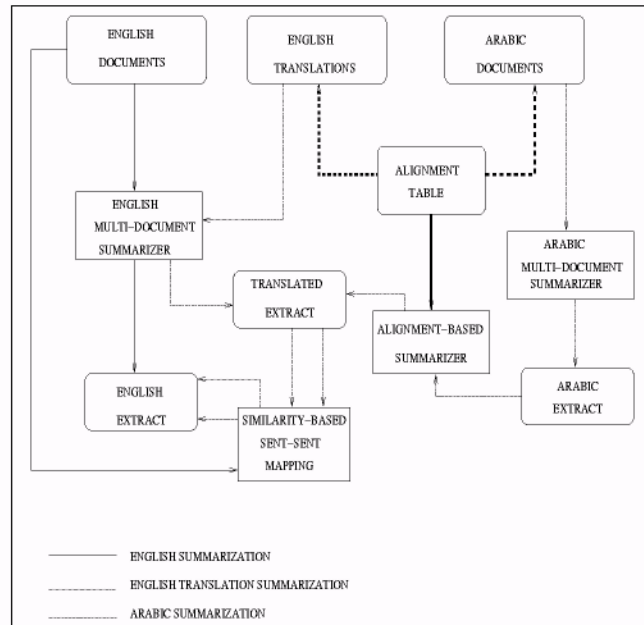 ENGLISH
DOCUMENTS
ENGLISH
TRANSLATIONS
ARABIC
DOCUMENTS
ALIGNMENT
TABLE
ENGLISH
MULTI-DOCUMENT
SUMMARIZER
ARABIC
MULTI-DOCUMENT
SUMMARIZER
TRANSLATED
EXTRACT
ALIGNMENT-BASED
SUMMARIZER
ENGLISH
EXTRACT
SIMILARITY-BASED
SENT-SENT
MAPPING
ARABIC
EXTRACT
ENGLISH SUMMARIZATION
ENGLISH TRANSLATION SUMMARIZATION
ARABIC SUMMARIZATION